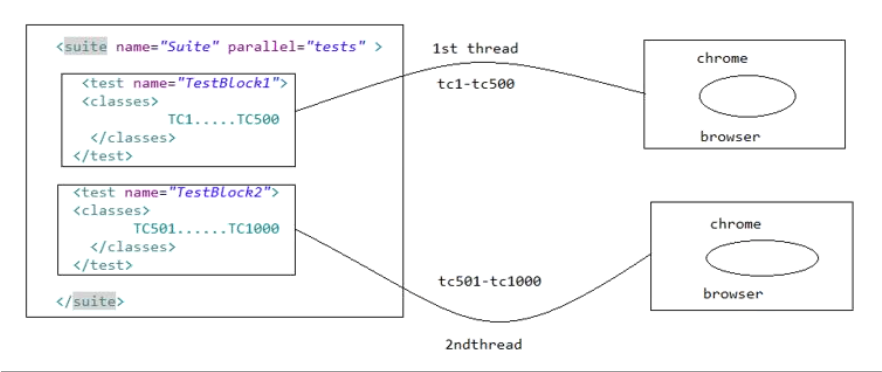 <suite name="Suite" parallel="tests" >
<test name="TestBlock1">
<classes>
TC1.....TC500
</classes>
</test>
<test name="TestBlock2">
<classes>
TC501......TC1000
</classes>
</test>
</suite>
1st thread
tc1-tc500
chrome
browser
tc501-tc1000
2ndthread
chrome
browser